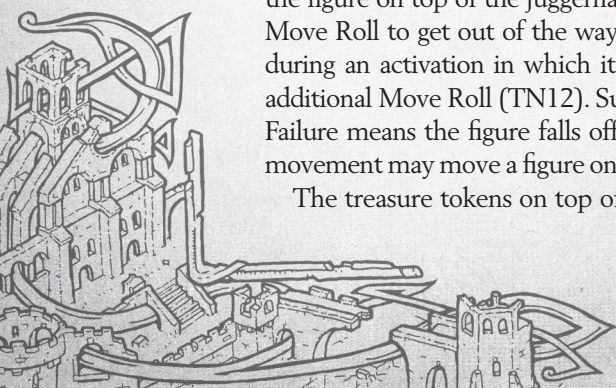 the figure on top of the juggerna
Move Roll to get out of the way
during an activation in which it
additional Move Roll (TN12). Su
Failure means the figure falls off
movement may move a figure on
The treasure tokens on top o